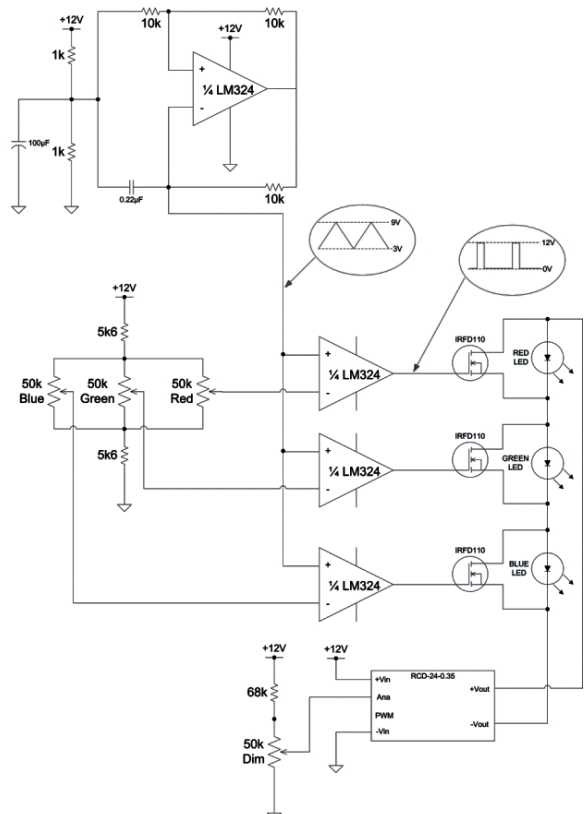 +12V
10k
10k
+12V
1k
+
¼ LM324
-
100µF
1k
0.22µF
10k
9V
3V
12V
0V
+12V
5k6
50k
Blue
50k
Green
50k
Red
5k6
+
¼ LM324
-
IRFD110
RED
LED
+
¼ LM324
-
IRFD110
GREEN
LED
+
¼ LM324
-
IRFD110
BLUE
LED
+12V
68k
50k
Dim
+12V
RCD-24-0.35
+Vin
Ana
PWM
-Vin
+Vout
-Vout